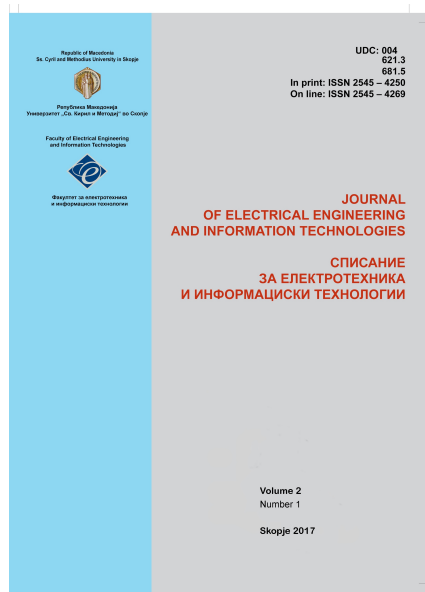 Republic of Macedonia
Ss. Cyril and Methodius University in Skopje
Република Македонија
Универзитет „Св. Кирил и Методиј“ во Скопје
Faculty of Electrical Engineering
and Information Technologies
Факултет за електротехника
и информациски технологии
UDC: 004
621.3
681.5
In print: ISSN 2545 – 4250
On line: ISSN 2545 – 4269
JOURNAL
OF ELECTRICAL ENGINEERING
AND INFORMATION TECHNOLOGIES
СПИСАНИЕ
ЗА ЕЛЕКТРОТЕХНИКА
И ИНФОРМАЦИСКИ ТЕХНОЛОГИИ
Volume 2
Number 1
Skopje 2017